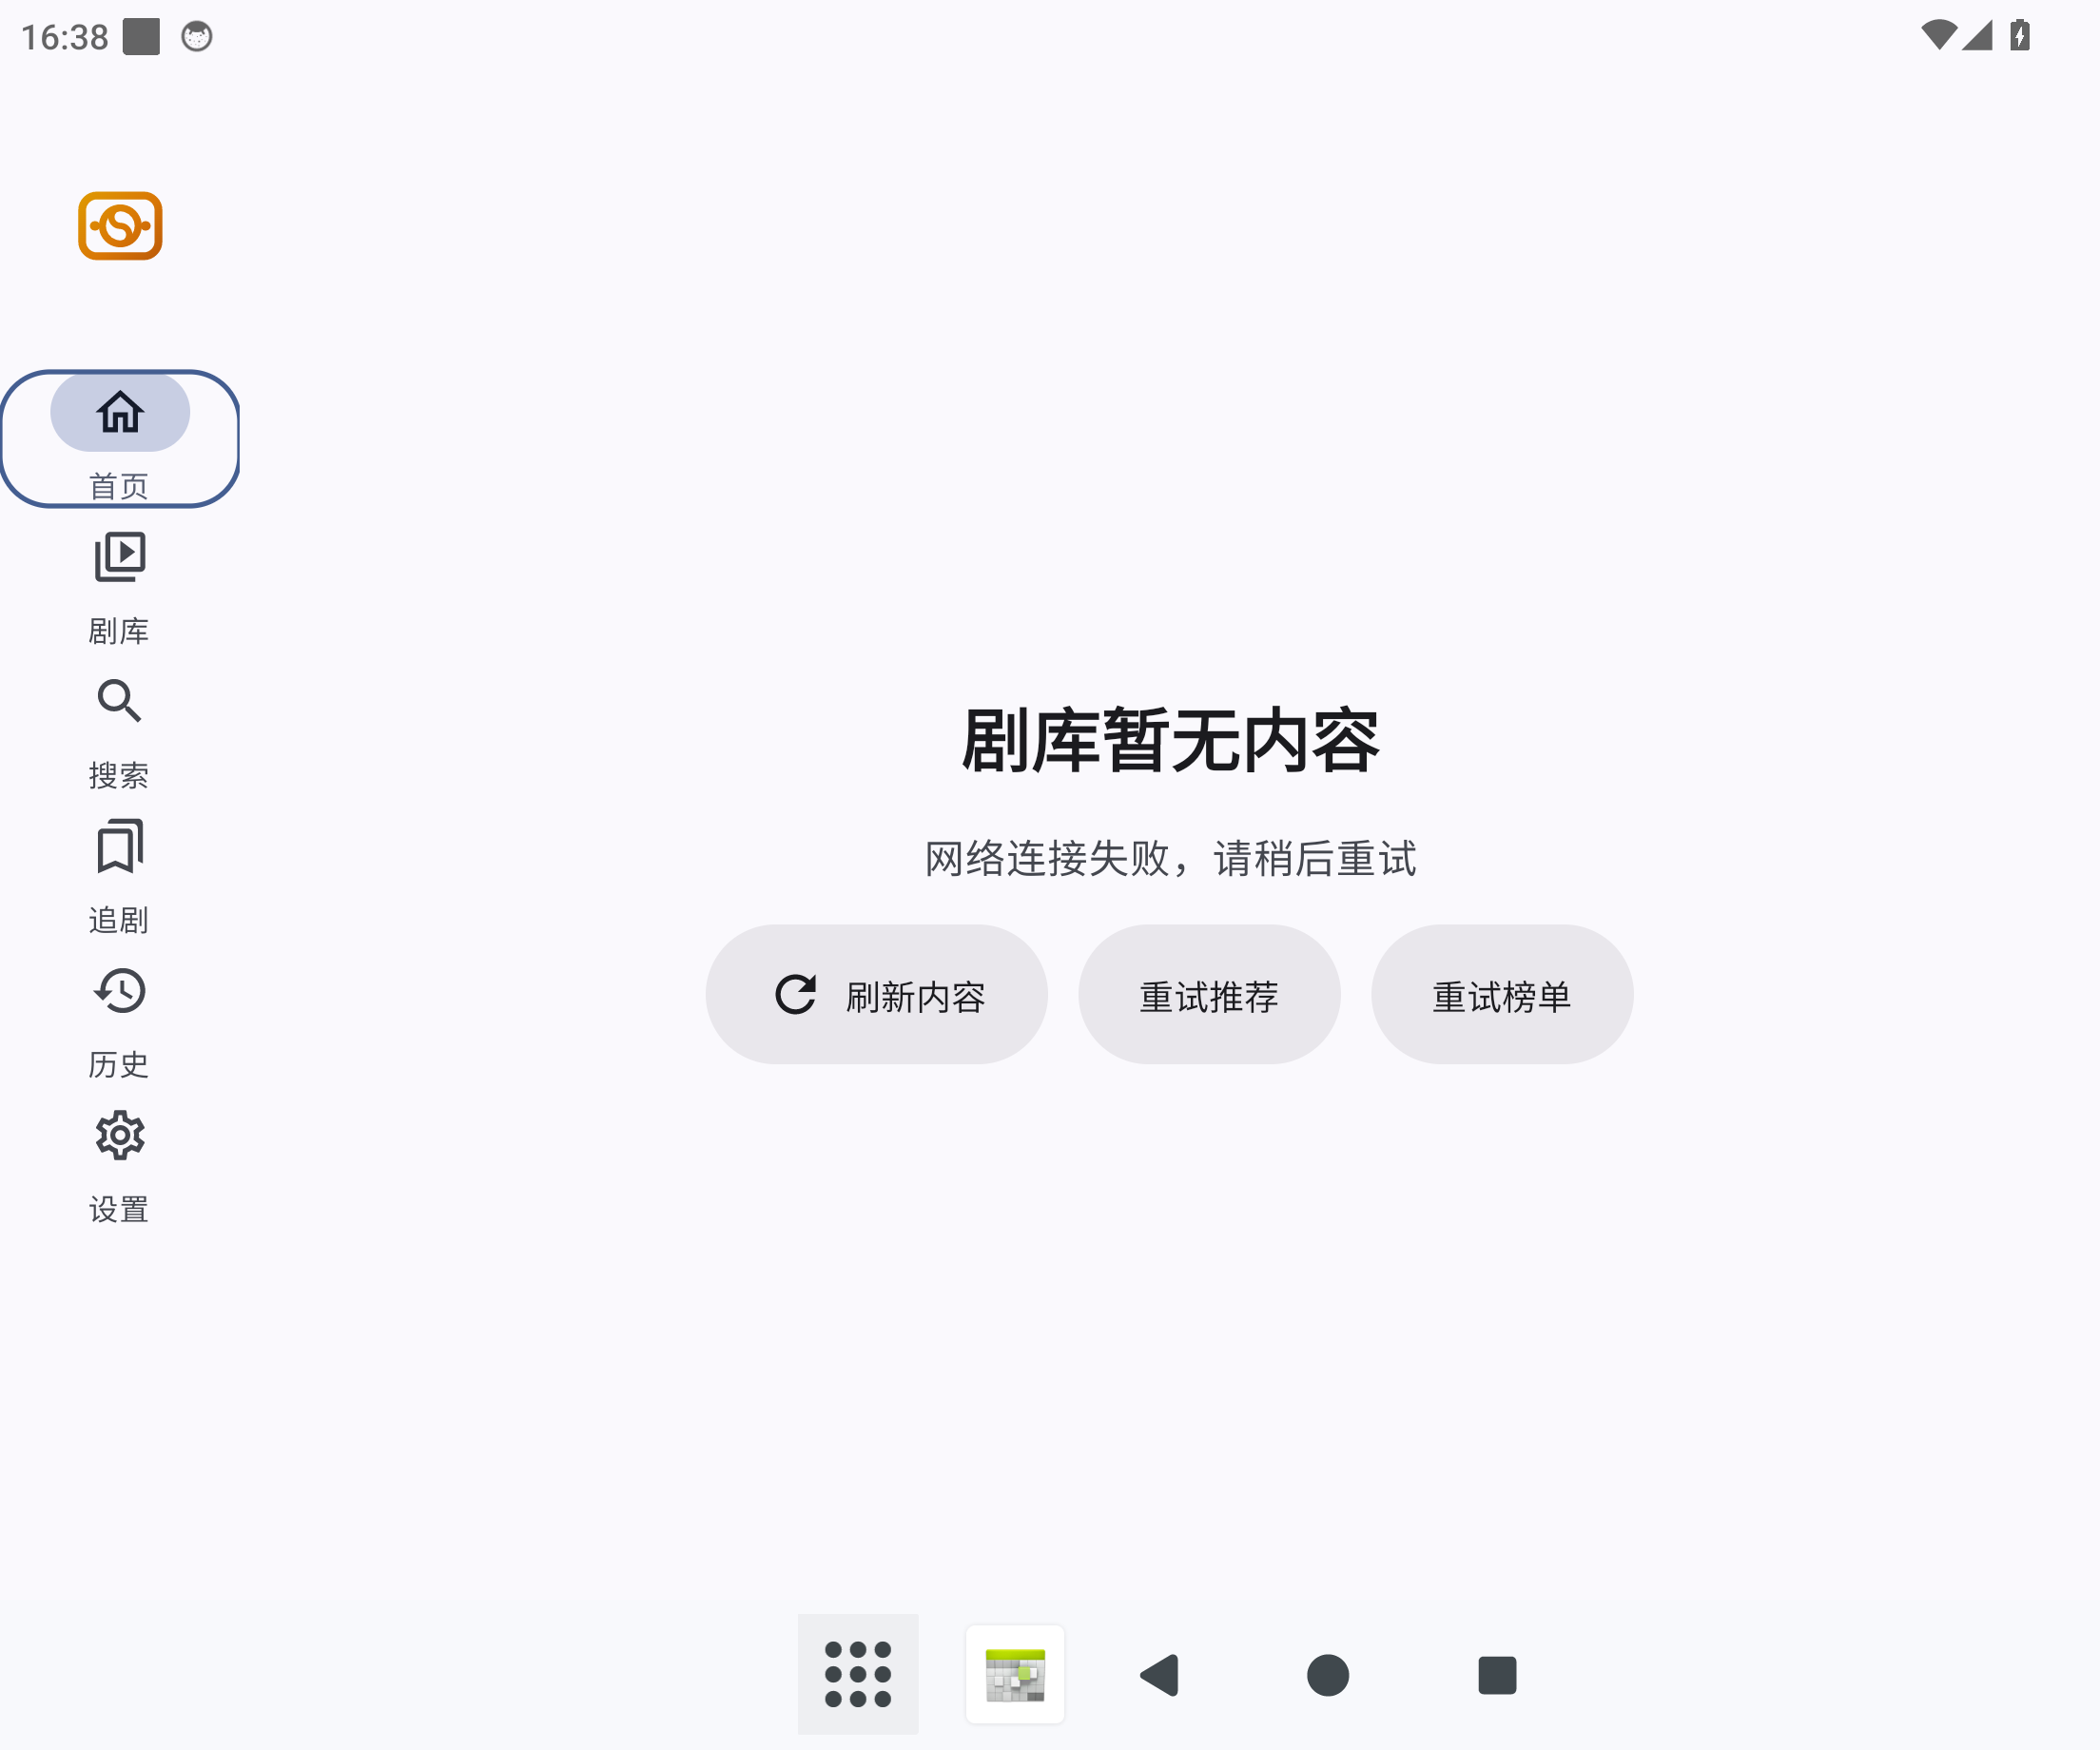 16:38
首页
剧库
搜索
追剧
历史
设置
剧库暂无内容
网络连接失败，请稍后重试
刷新内容
重试推荐
重试榜单